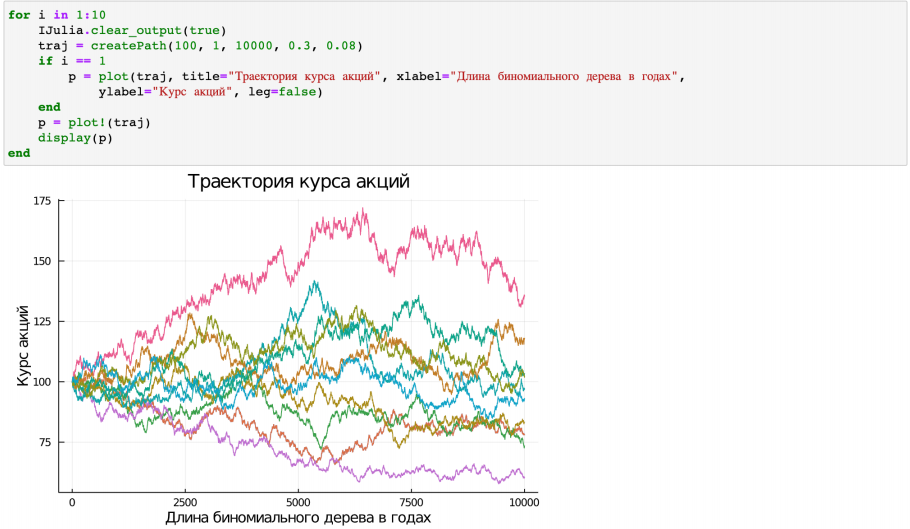 for i in 1:10
    IJulia.clear_output(true)
    traj = createPath(100, 1, 10000, 0.3, 0.08)
    if i == 1
        p = plot(traj, title="Траектория курса акций", xlabel="Длина биномиального дерева в годах",
            ylabel="Курс акций", leg=false)
    end
    p = plot!(traj)
    display(p)
end
Траектория курса акций
175
150
125
100
75
Курс акций
0 2500 5000 7500 10000
Длина биномиального дерева в годах